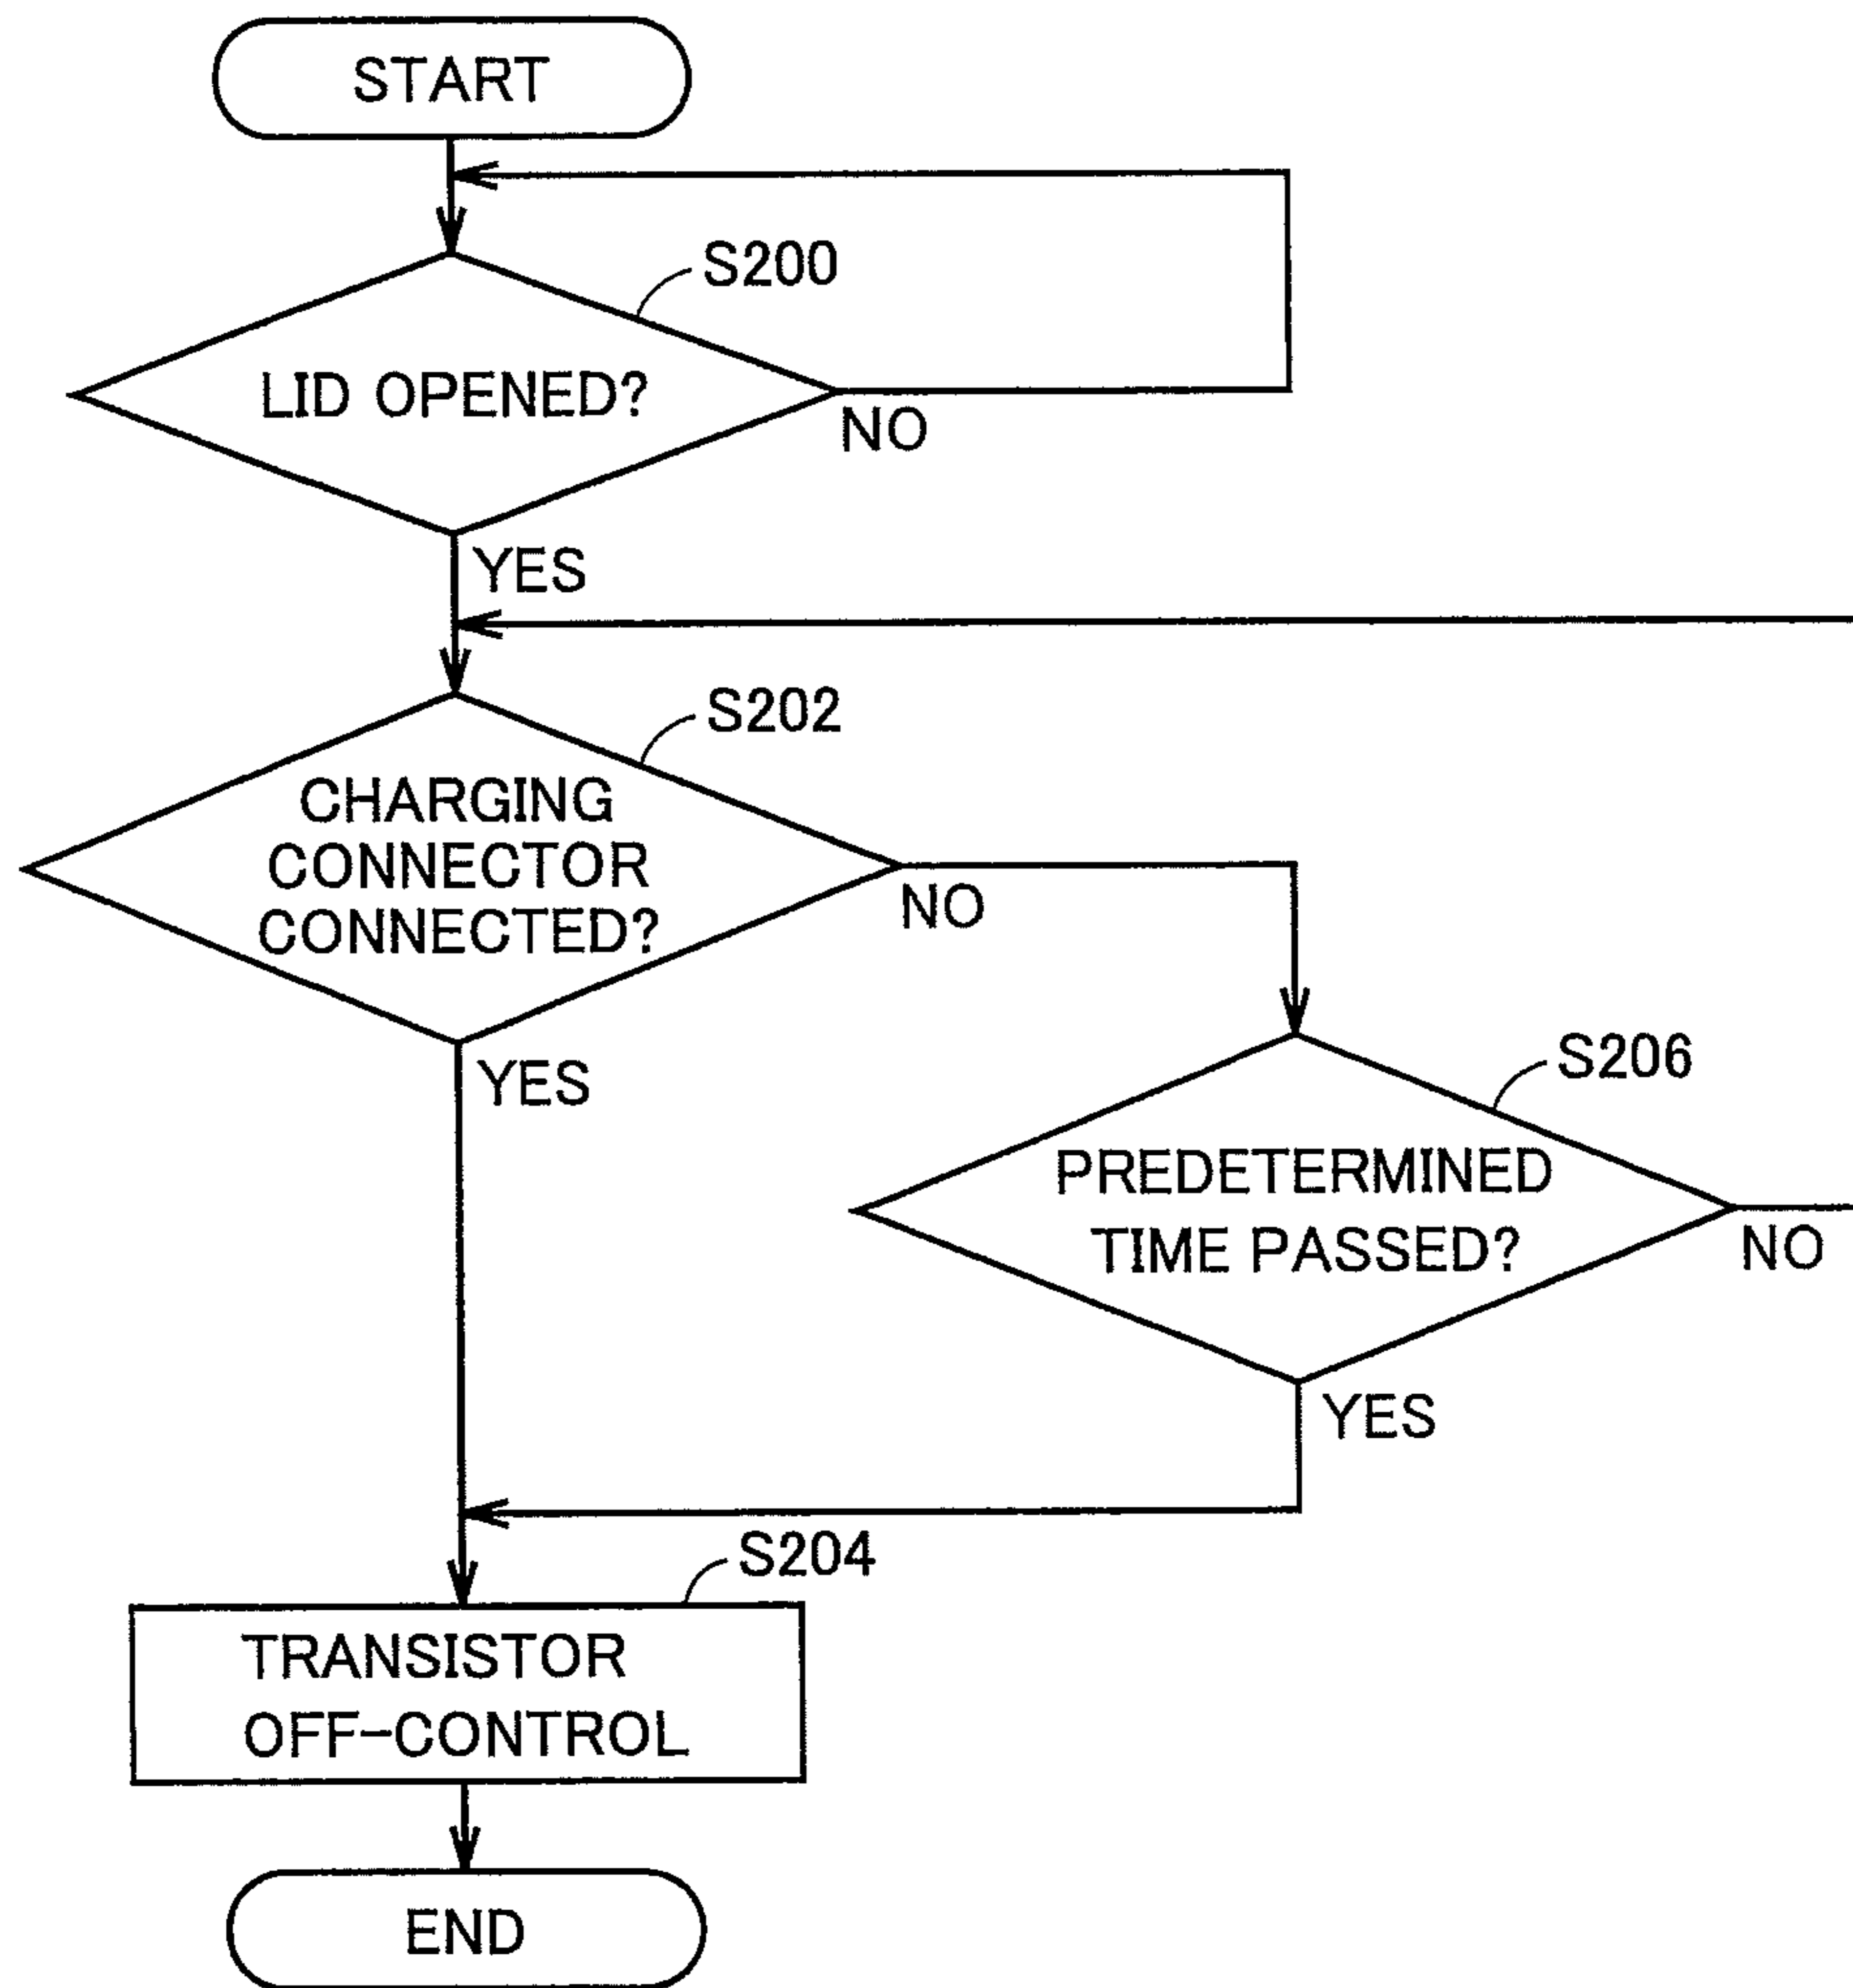 START
S200
LID OPENED?
NO
YES
S202
CHARGING
CONNECTOR
CONNECTED?
NO
YES
S206
PREDETERMINED
TIME PASSED?
NO
YES
S204
TRANSISTOR
OFF-CONTROL
END